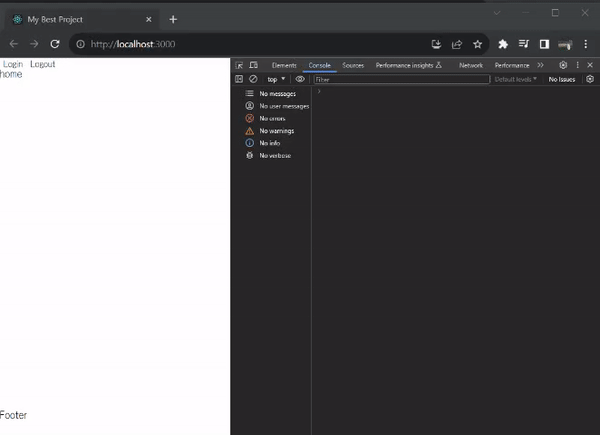 My Best Project
http://localhost:3000
Login Logout
home
Footer
Elements Console Sources Performance insights Network Performance
top Filter Default levels No Issues
No messages
No user messages
No errors
No warnings
No info
No verbose